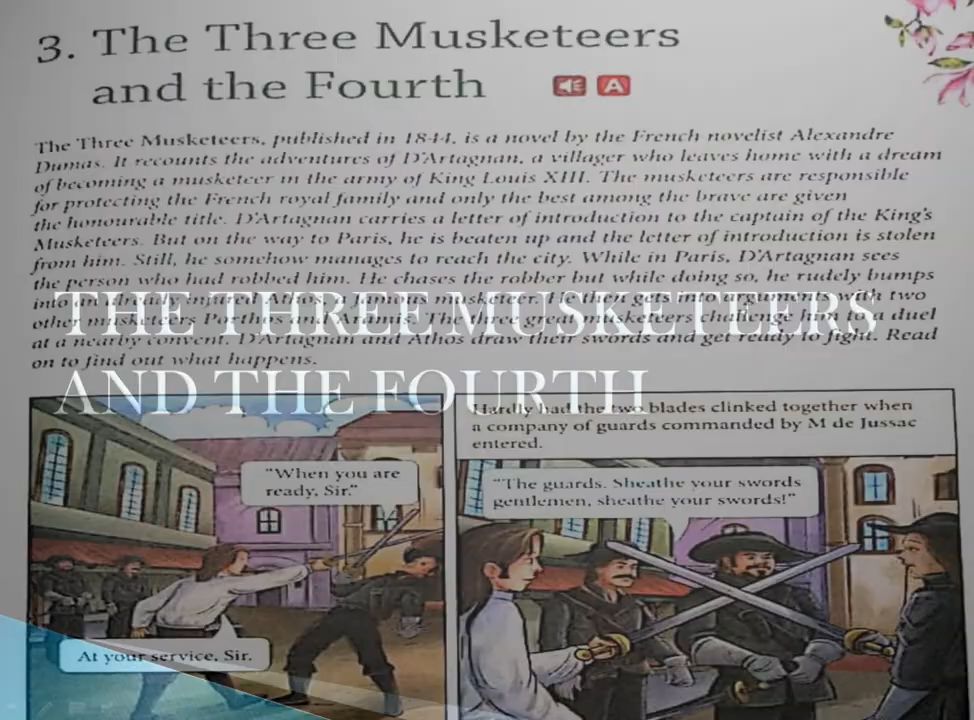 3. The Three Musketeers
and the Fourth
A
The Three Musketeers, published in 1844, is a novel by the French novelist Alexandre
Dumas. It recounts the adventures of D'Artagnan, a villager who leaves home with a dream
of becoming a musketeer in the army of King Louis XIII. The musketeers are responsible
for protecting the French royal family and only the best among the brave are given
the honourable title. D'Artagnan carries a letter of introduction to the captain of the King's
Musketeers. But on the way to Paris, he is beaten up and the letter of introduction is stolen
from him. Still, he somehow manages to reach the city. While in Paris, D'Artagnan sees
the person who had robbed him. He chases the robber but while doing so, he rudely bumps
into an already injured Athos, a famous musketeer. He then gets into arguments with two
other musketeers Porthos and Aramis. The three great musketeers challenge him to a duel
at a nearby convent. D'Artagnan and Athos draw their swords and get ready to fight. Read
on to find out what happens.
THE THREE MUSKETEERS
AND THE FOURTH
"When you are
ready, Sir."
At your service, Sir.
Hardly had the two blades clinked together when
a company of guards commanded by M de Jussac
entered.
"The guards. Sheathe your swords
gentlemen, sheathe your swords!"